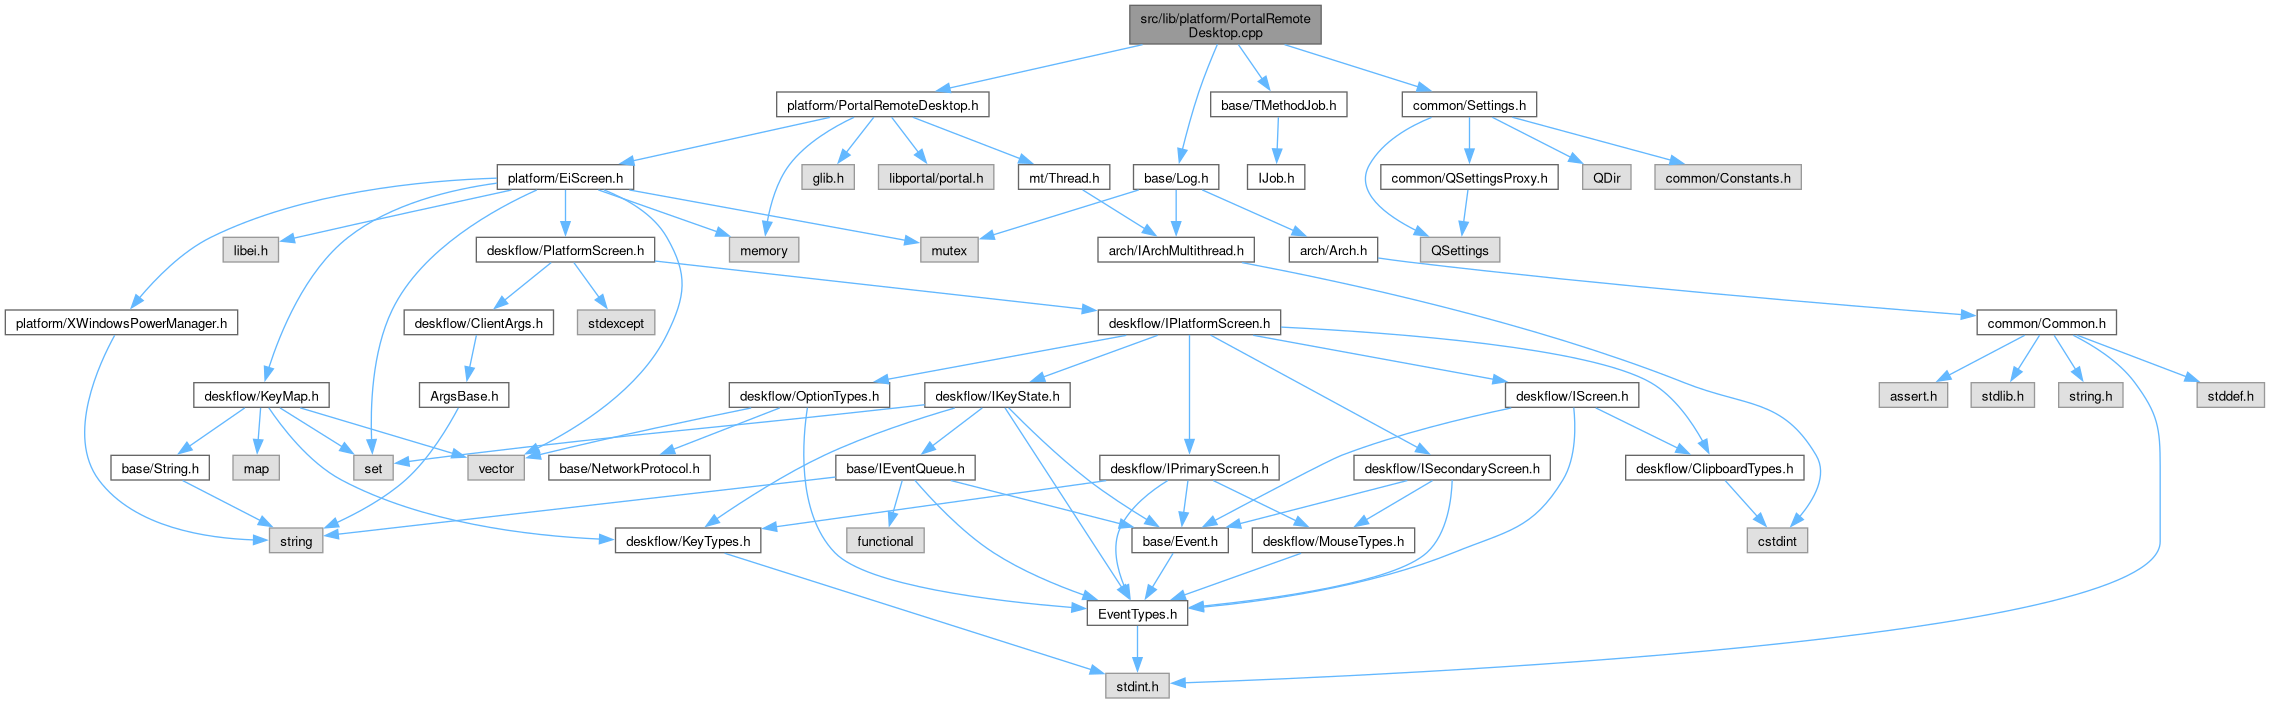 src/lib/platform/PortalRemote
Desktop.cpp
platform/PortalRemoteDesktop.h
base/TMethodJob.h
common/Settings.h
platform/EiScreen.h
glib.h
libportal/portal.h
mt/Thread.h
base/Log.h
IJob.h
common/QSettingsProxy.h
QDir
common/Constants.h
libei.h
deskflow/PlatformScreen.h
memory
mutex
arch/IArchMultithread.h
arch/Arch.h
QSettings
platform/XWindowsPowerManager.h
deskflow/ClientArgs.h
stdexcept
deskflow/IPlatformScreen.h
common/Common.h
deskflow/KeyMap.h
ArgsBase.h
deskflow/OptionTypes.h
deskflow/IKeyState.h
deskflow/IScreen.h
assert.h
stdlib.h
string.h
stddef.h
base/String.h
map
set
vector
base/NetworkProtocol.h
base/IEventQueue.h
deskflow/IPrimaryScreen.h
deskflow/ISecondaryScreen.h
deskflow/ClipboardTypes.h
string
deskflow/KeyTypes.h
functional
base/Event.h
deskflow/MouseTypes.h
cstdint
EventTypes.h
stdint.h